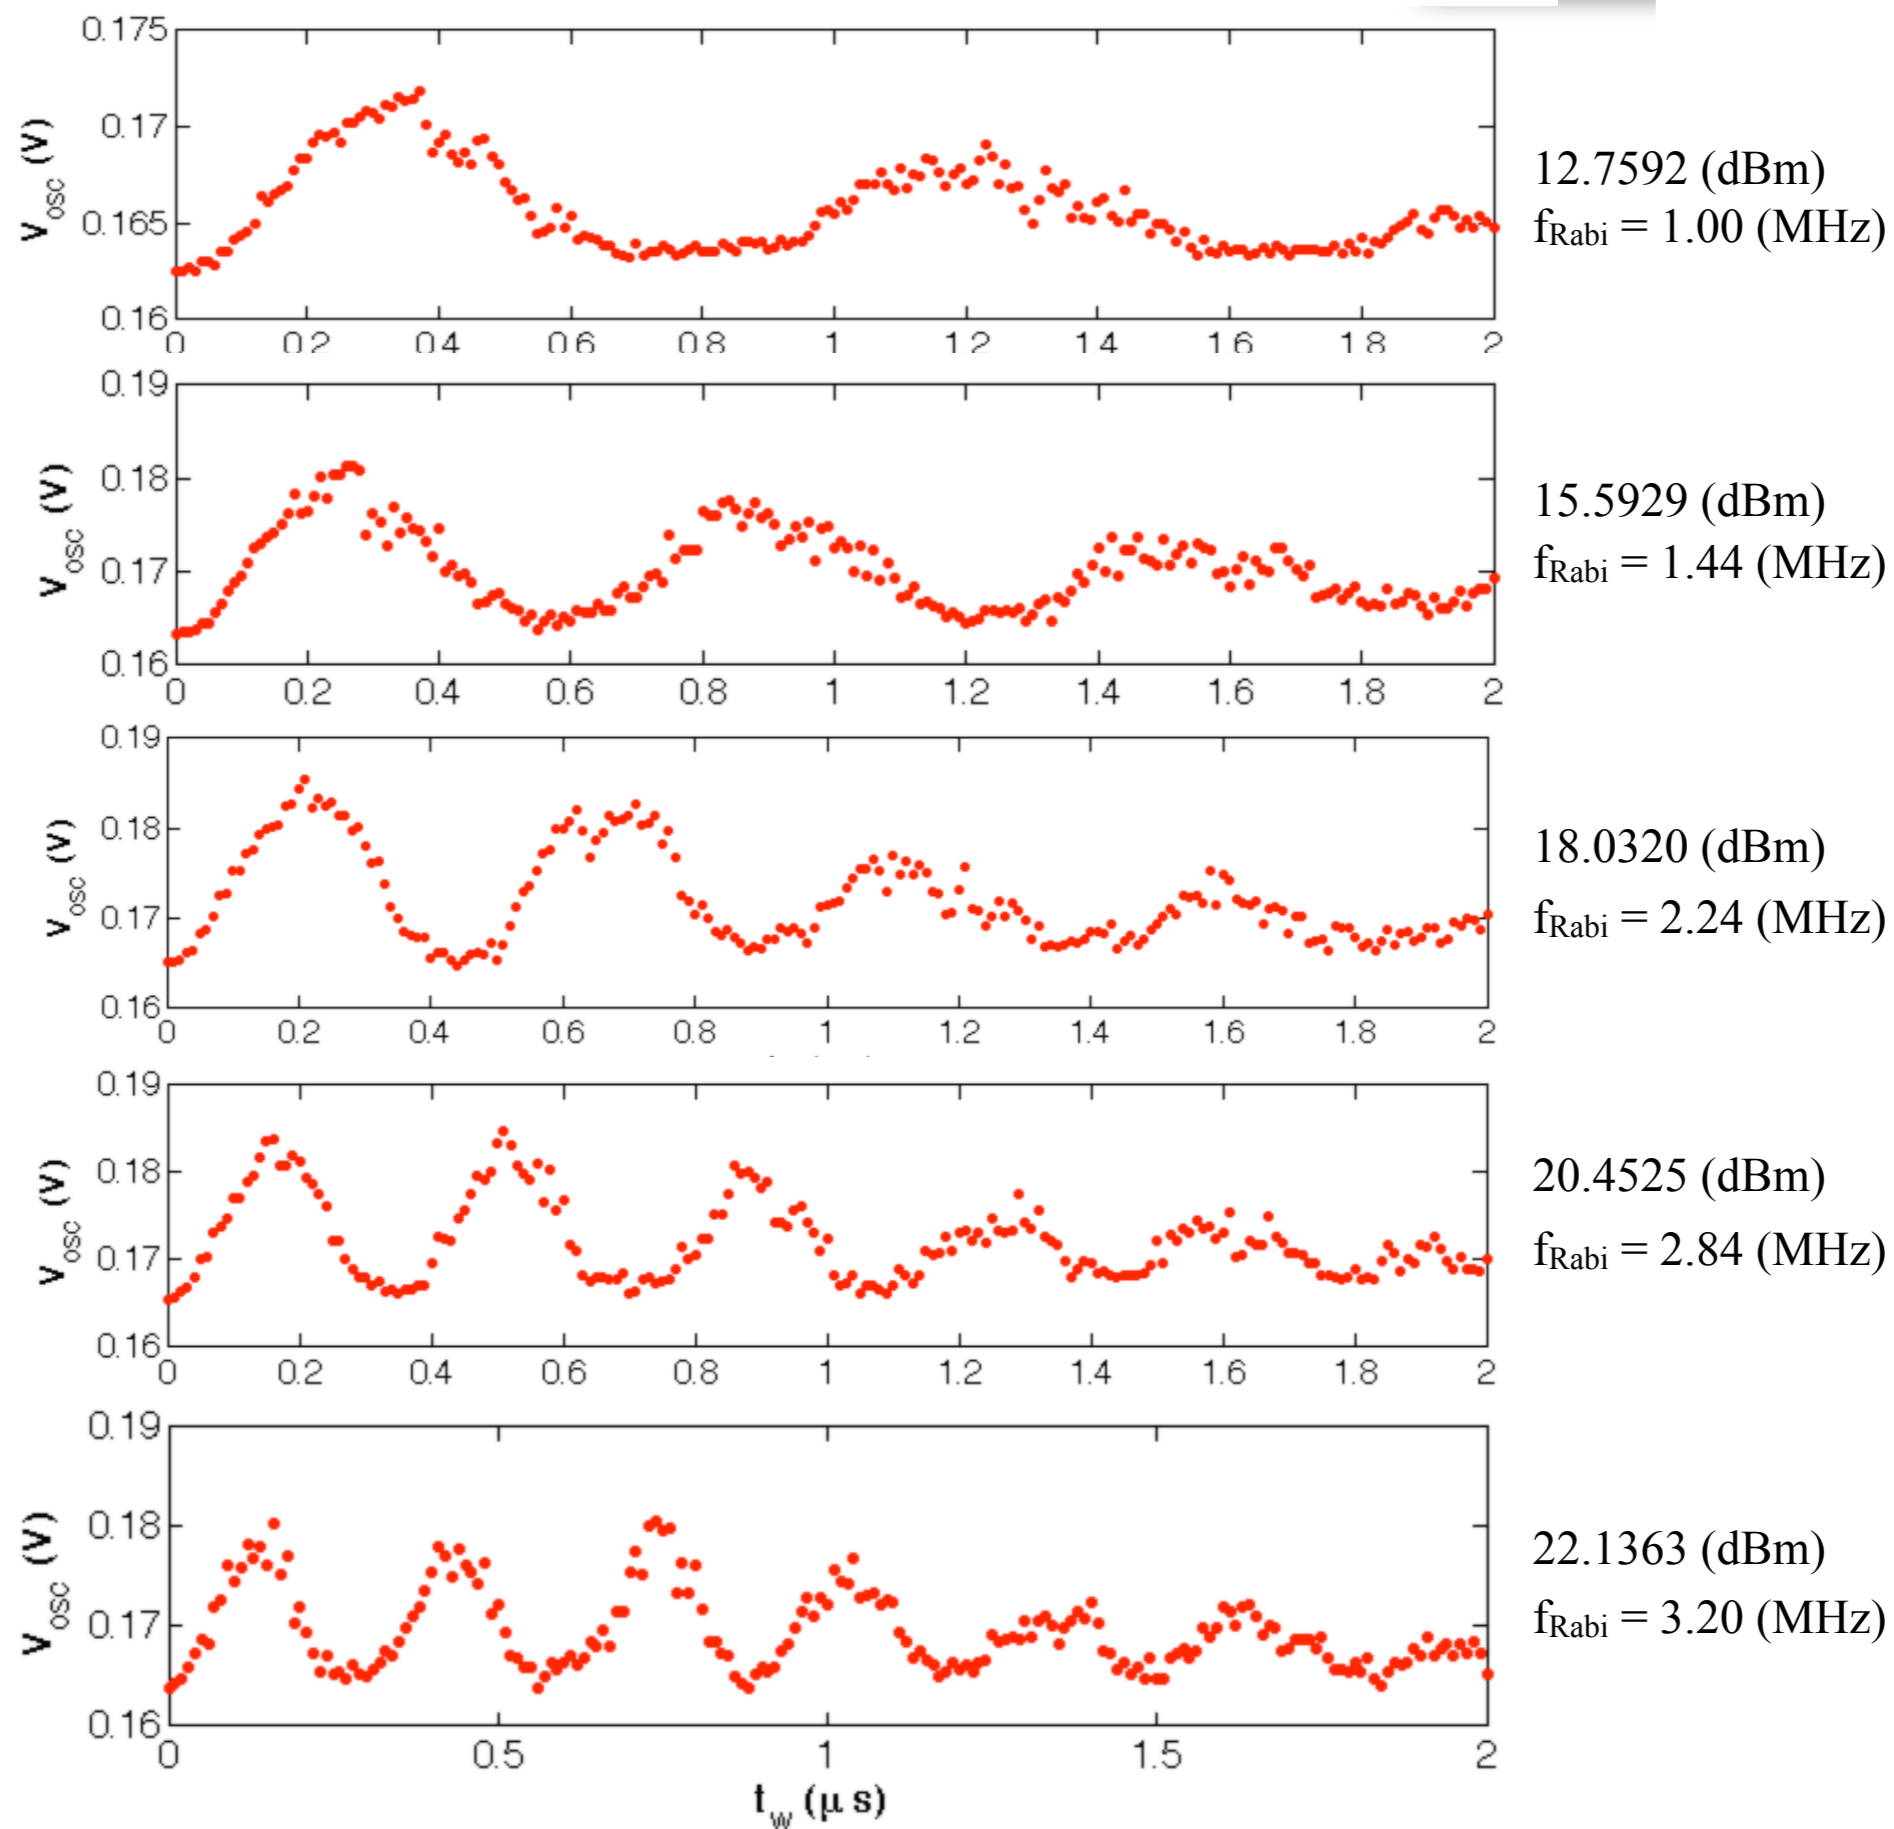 0.175
0.17
0.165
0.16
V_osc (V)
0 0.2 0.4 0.6 0.8 1 1.2 1.4 1.6 1.8 2
12.7592 (dBm)
f_Rabi = 1.00 (MHz)
0.19
0.18
0.17
0.16
V_osc (V)
0 0.2 0.4 0.6 0.8 1 1.2 1.4 1.6 1.8 2
15.5929 (dBm)
f_Rabi = 1.44 (MHz)
0.19
0.18
0.17
0.16
V_osc (V)
0 0.2 0.4 0.6 0.8 1 1.2 1.4 1.6 1.8 2
18.0320 (dBm)
f_Rabi = 2.24 (MHz)
0.19
0.18
0.17
0.16
V_osc (V)
0 0.2 0.4 0.6 0.8 1 1.2 1.4 1.6 1.8 2
20.4525 (dBm)
f_Rabi = 2.84 (MHz)
0.19
0.18
0.17
0.16
V_osc (V)
0 0.5 1 1.5 2
t_w (μ s)
22.1363 (dBm)
f_Rabi = 3.20 (MHz)